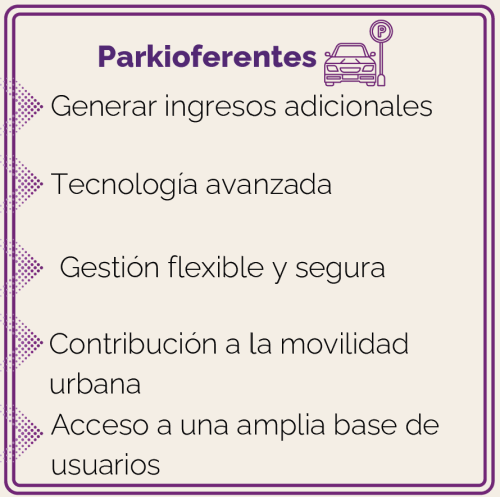 Parkioferentes
P
Generar ingresos adicionales
Tecnología avanzada
Gestión flexible y segura
Contribución a la movilidad
urbana
Acceso a una amplia base de
usuarios